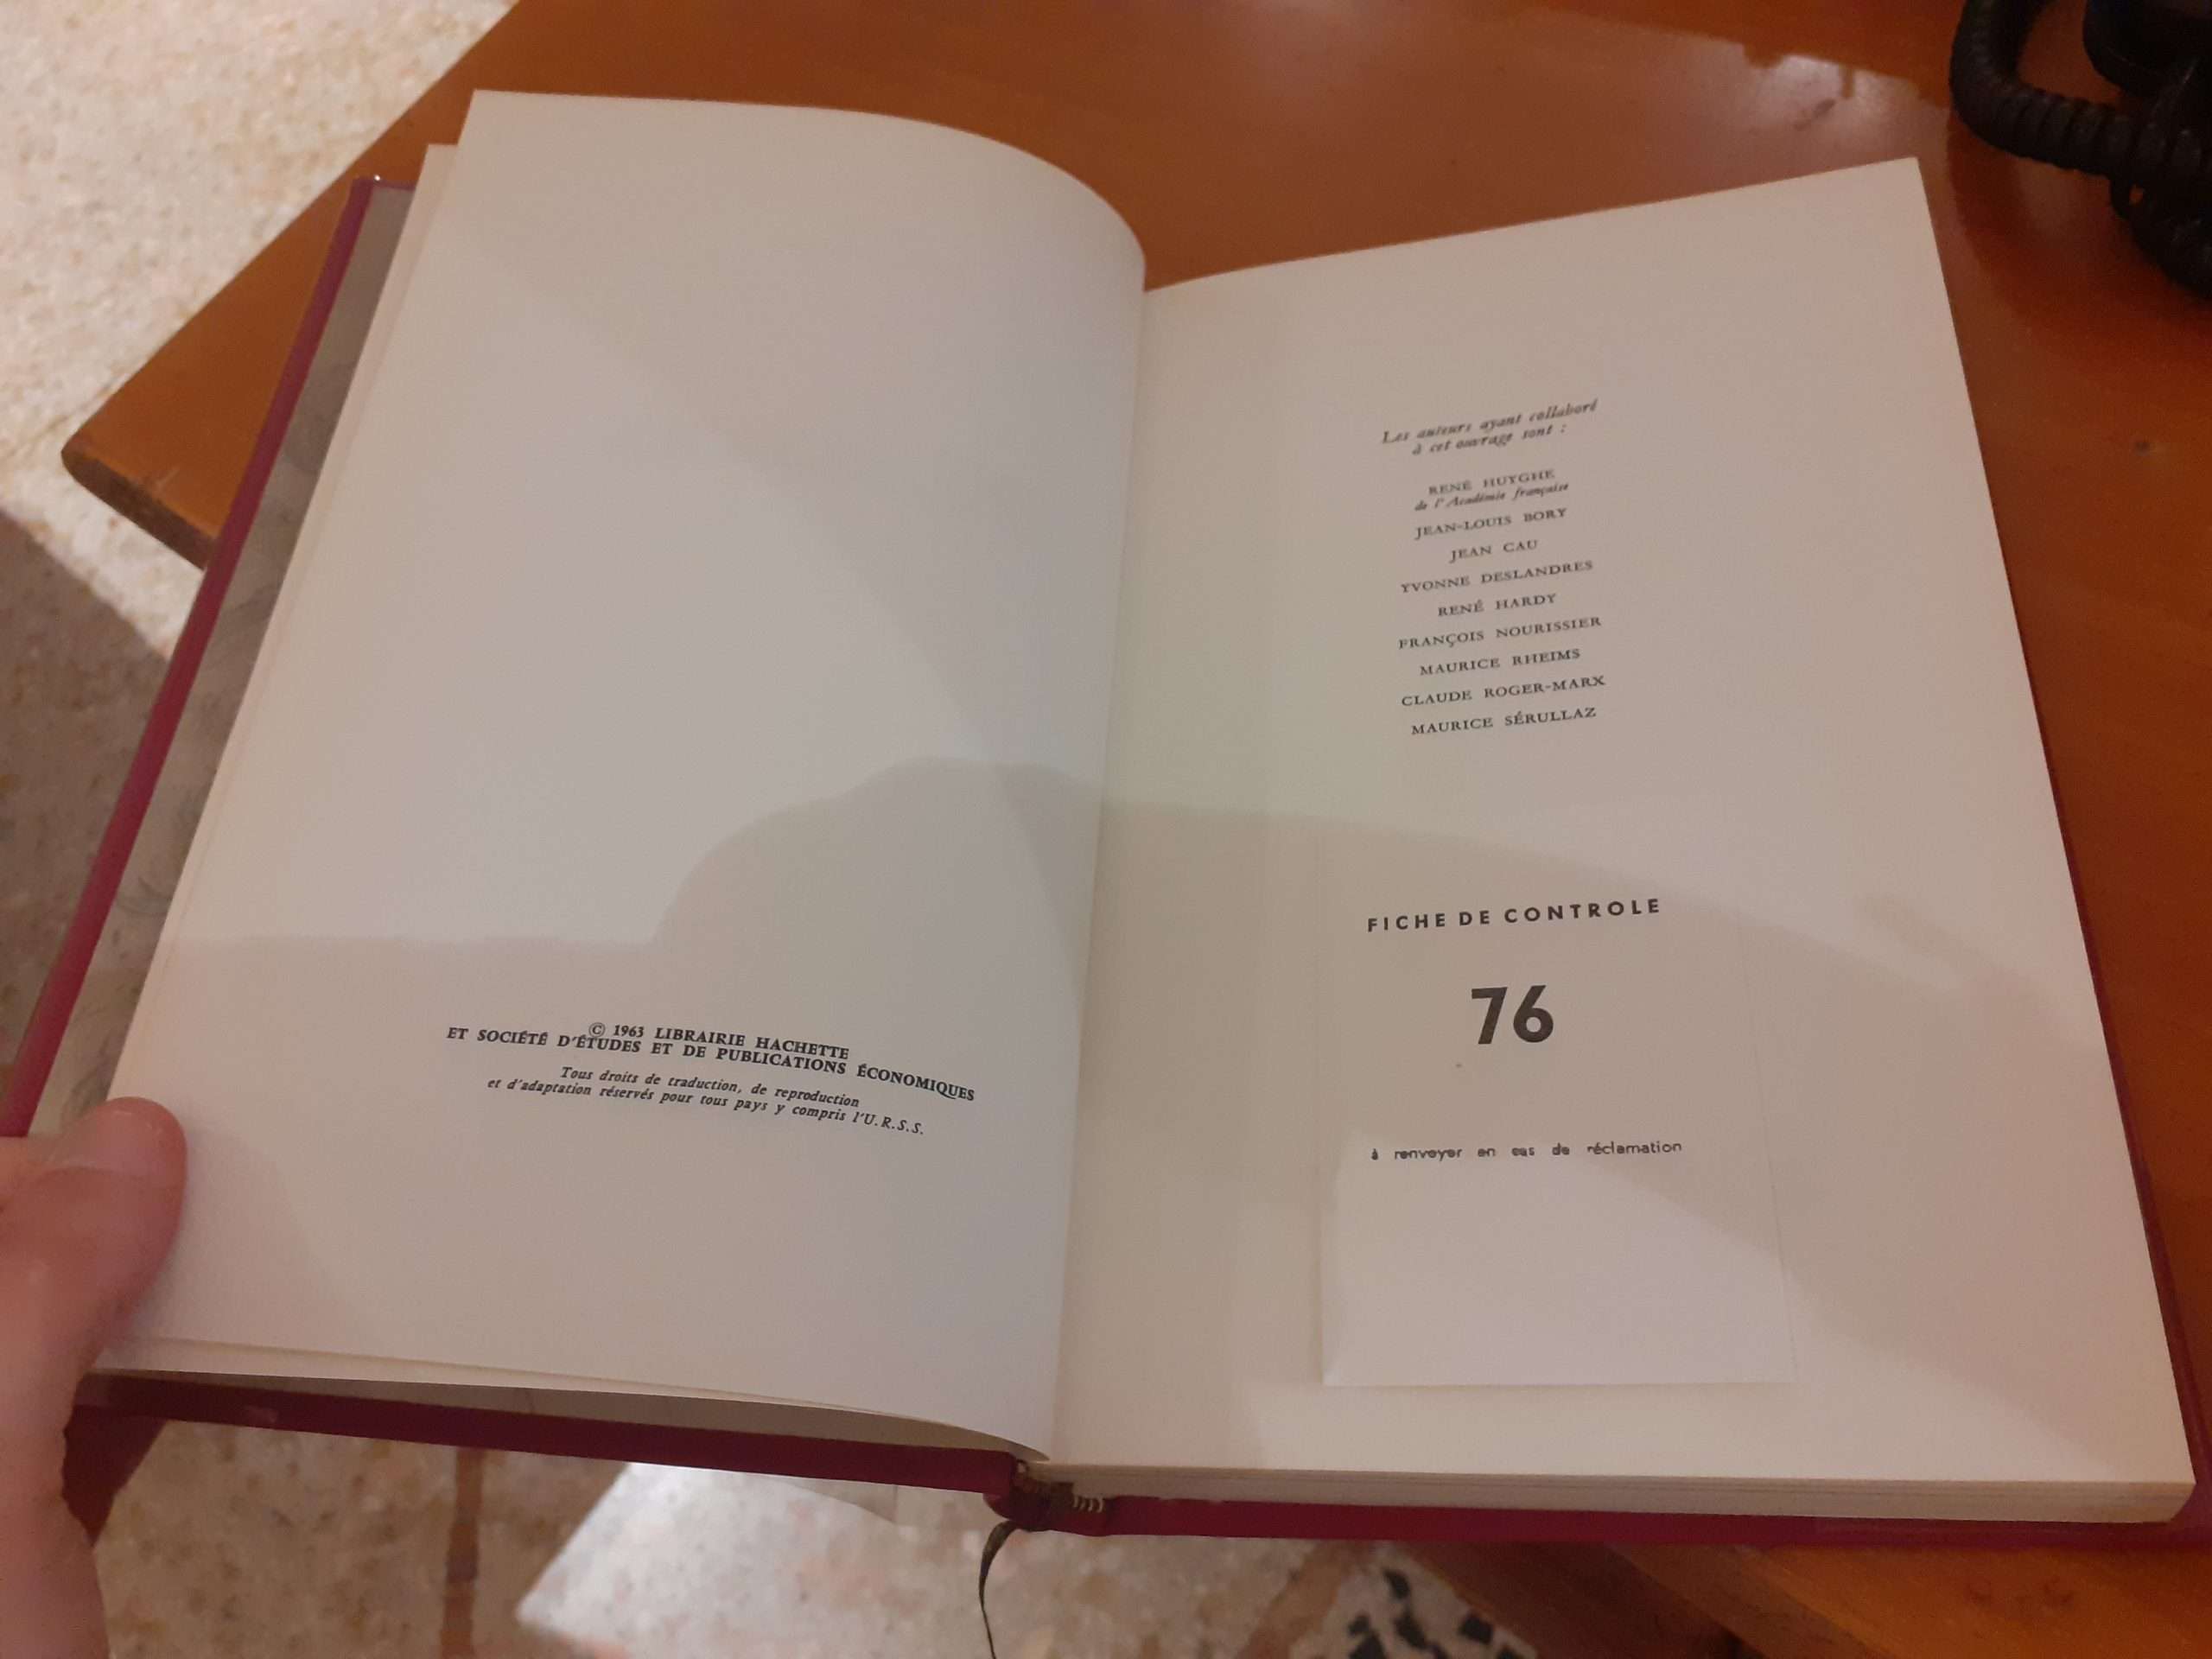 © 1963 LIBRAIRIE HACHETTE
ET SOCIÉTÉ D'ÉTUDES ET DE PUBLICATIONS ÉCONOMIQUES
Tous droits de traduction, de reproduction
et d'adaptation réservés pour tous pays y compris l'U.R.S.S.
Les auteurs ayant collaboré
à cet ouvrage sont :
RENÉ HUYGHE
de l'Académie française
JEAN-LOUIS BORY
JEAN CAU
YVONNE DESLANDRES
RENÉ HARDY
FRANÇOIS NOURISSIER
MAURICE RHEIMS
CLAUDE ROGER-MARX
MAURICE SÉRULLAZ
FICHE DE CONTROLE
76
à renvoyer en cas de réclamation